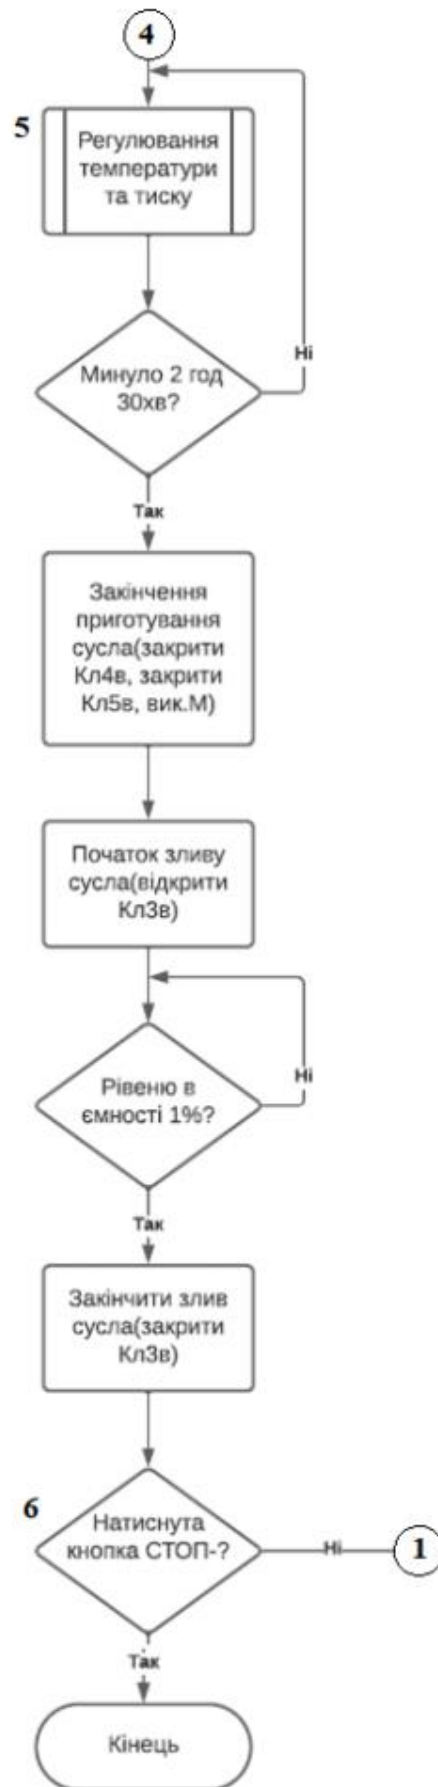 4
5
Регулювання
температури
та тиску
Ні
Минуло 2 год
30хв?
Так
Закінчення
приготування
сусла(закрити
Кл4в, закрити
Кл5в, вик.М)
Початок зливу
сусла(відкрити
Кл3в)
Ні
Рівеню в
ємності 1%?
Так
Закінчити злив
сусла(закрити
Кл3в)
6
Натиснута
кнопка СТОП-?
Ні
1
Так
Кінець